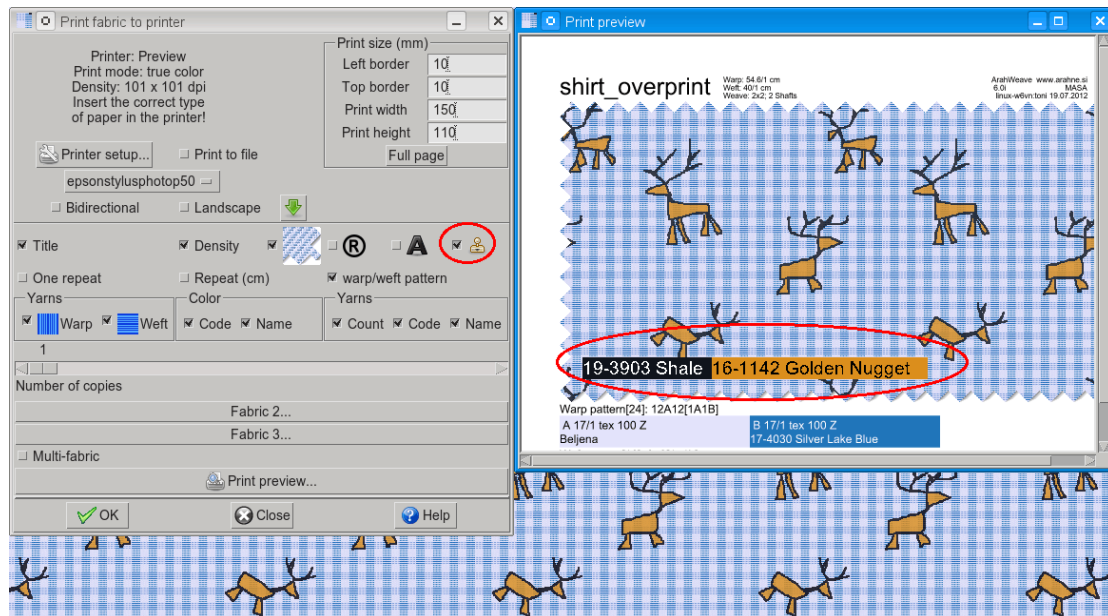 Print fabric to printer
Printer: Preview
Print mode: true color
Density: 101 x 101 dpi
Insert the correct type
of paper in the printer!
Print size (mm)
Left border 10
Top border 10
Print width 150
Print height 110
Full page
Printer setup...
Print to file
epsonstylusphotop50
Bidirectional
Landscape
Title
Density
®
A
One repeat
Repeat (cm)
warp/weft pattern
Yarns
Warp
Weft
Color
Code
Name
Yarns
Count
Code
Name
1
Number of copies
Fabric 2...
Fabric 3...
Multi-fabric
Print preview...
OK
Close
Help
Print preview
shirt_overprint
Warp: 54.6/1 cm
Weft: 40/1 cm
Weave: 2x2; 2 Shafts
ArahWeave www.arahne.si
6.0i MASA
linux-w6vn:toni 19.07.2012
19-3903 Shale
16-1142 Golden Nugget
Warp pattern[24]: 12A12[1A1B]
A 17/1 tex 100 Z
Beljena
B 17/1 tex 100 Z
17-4030 Silver Lake Blue